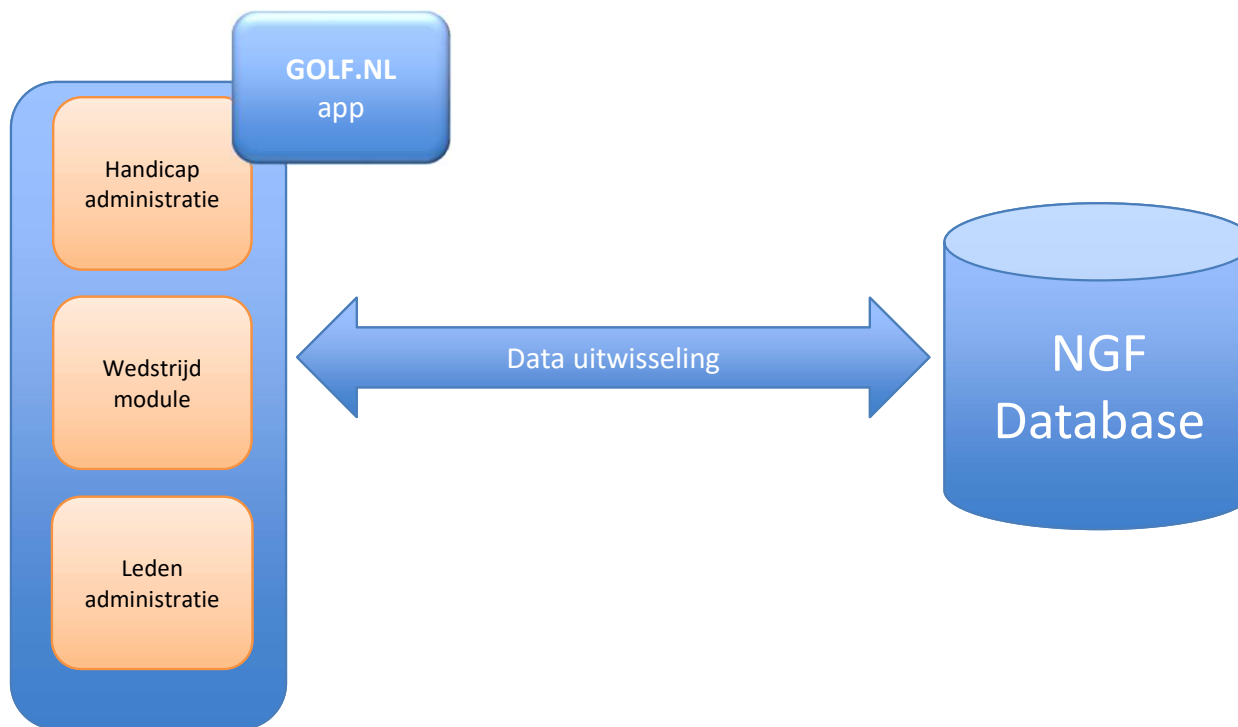 GOLF.NL
app
Handicap
administratie
Wedstrijd
module
Leden
administratie
Data uitwisseling
NGF
Database